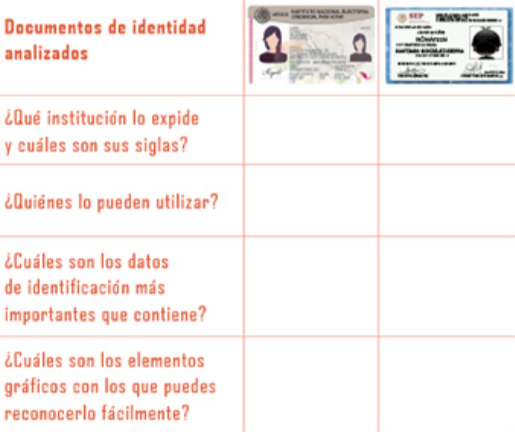 Documentos de identidad
analizados
MÉXICO INSTITUTO NACIONAL ELECTORAL
CREDENCIAL PARA VOTAR
SEP
¿Qué institución lo expide
y cuáles son sus siglas?
¿Quiénes lo pueden utilizar?
¿Cuáles son los datos
de identificación más
importantes que contiene?
¿Cuáles son los elementos
gráficos con los que puedes
reconocerlo fácilmente?